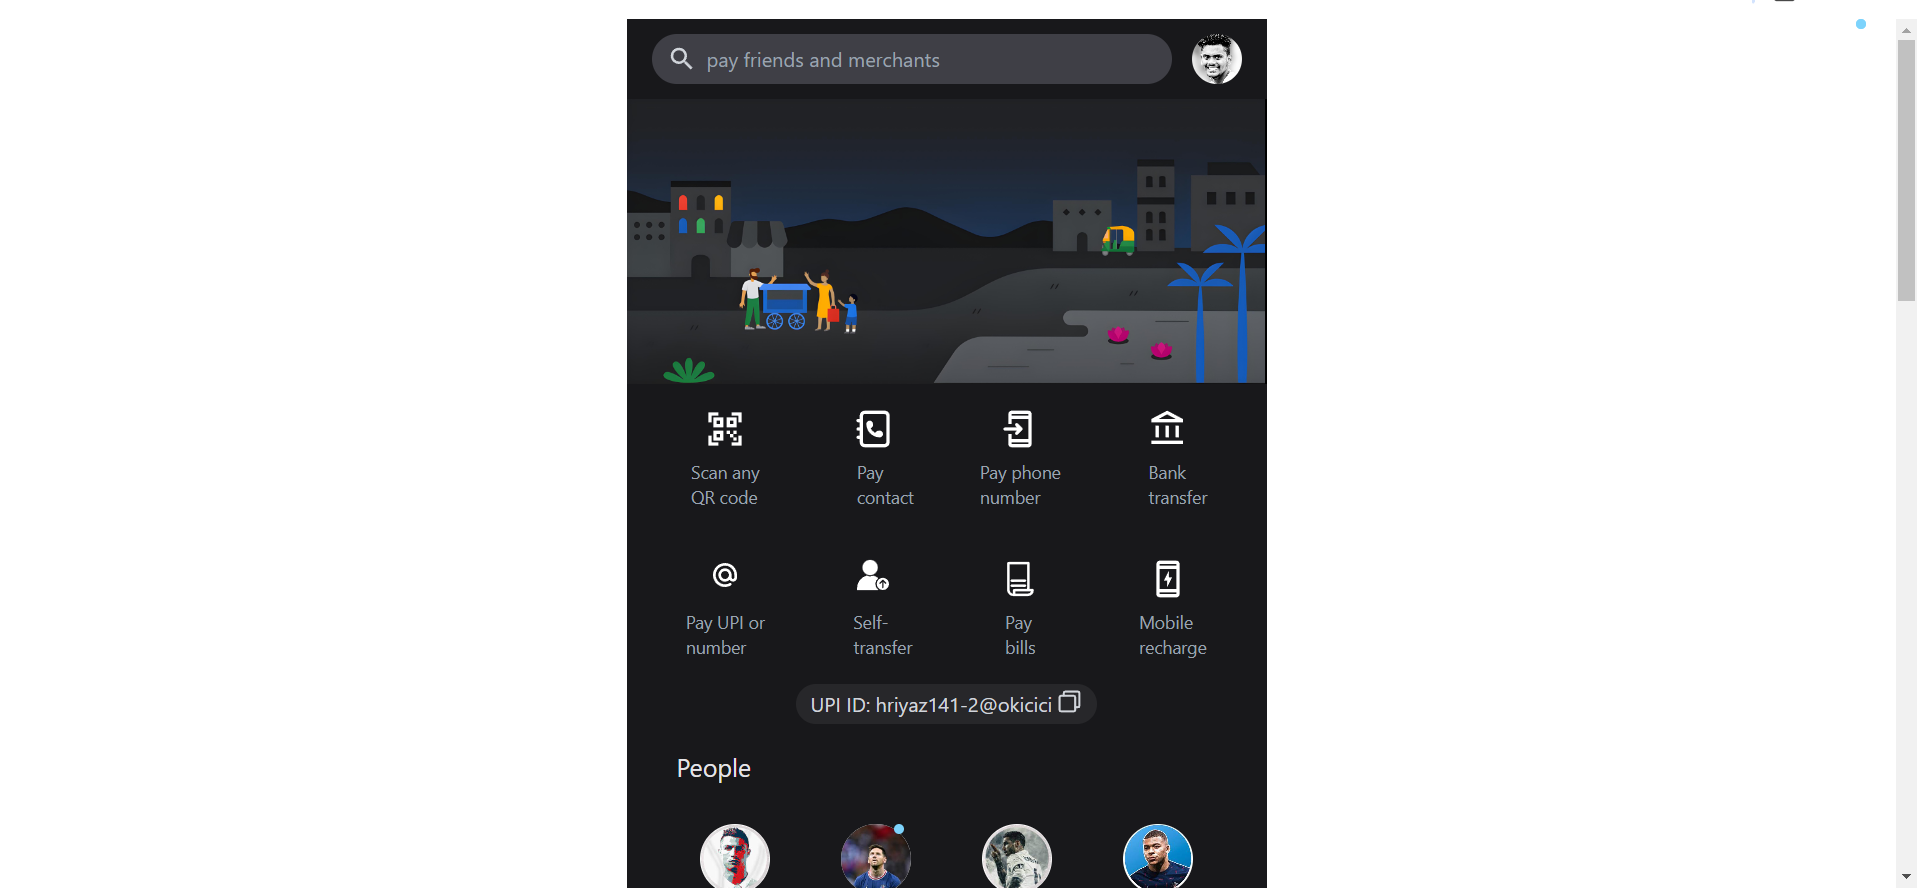 pay friends and merchants
Scan any
QR code
Pay
contact
Pay phone
number
Bank
transfer
Pay UPI or
number
Self-
transfer
Pay
bills
Mobile
recharge
UPI ID: hriyaz141-2@okicici
People